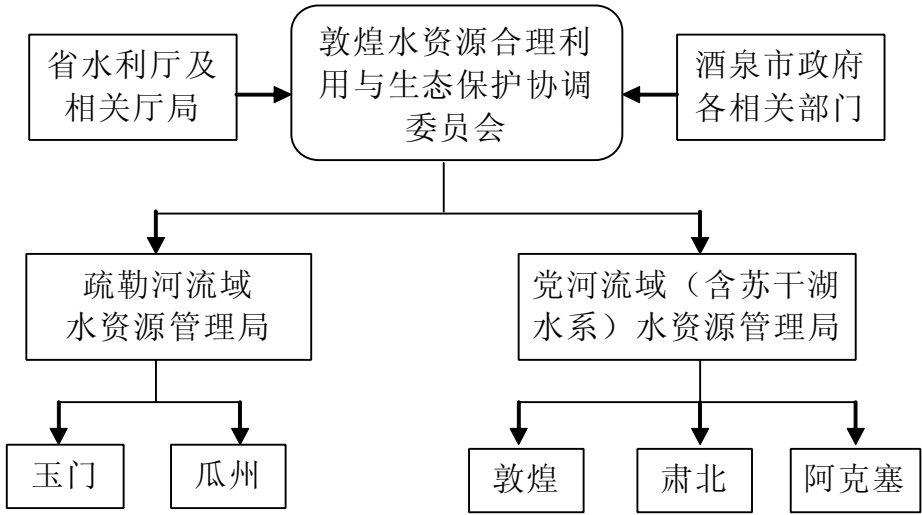 省水利厅及
相关厅局
敦煌水资源合理利
用与生态保护协调
委员会
酒泉市政府
各相关部门
疏勒河流域
水资源管理局
党河流域（含苏干湖
水系）水资源管理局
玉门
瓜州
敦煌
肃北
阿克塞